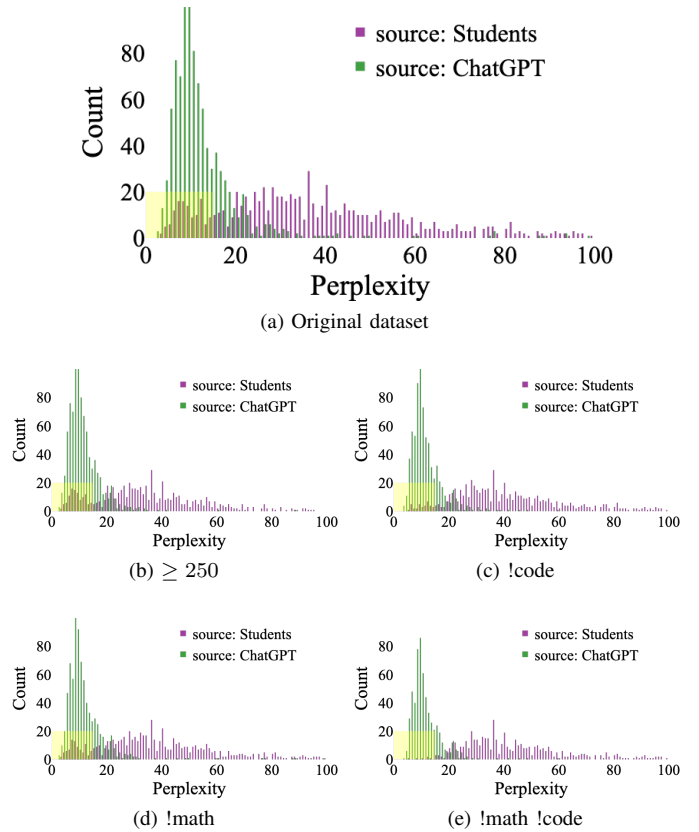 source: Students
source: ChatGPT
80
60
40
20
0
Count
0 20 40 60 80 100
Perplexity
(a) Original dataset
source: Students
source: ChatGPT
80
60
40
20
0
Count
0 20 40 60 80 100
Perplexity
(b) ≥ 250
source: Students
source: ChatGPT
80
60
40
20
0
Count
0 20 40 60 80 100
Perplexity
(c) !code
source: Students
source: ChatGPT
80
60
40
20
0
Count
0 20 40 60 80 100
Perplexity
(d) !math
source: Students
source: ChatGPT
80
60
40
20
0
Count
0 20 40 60 80 100
Perplexity
(e) !math !code